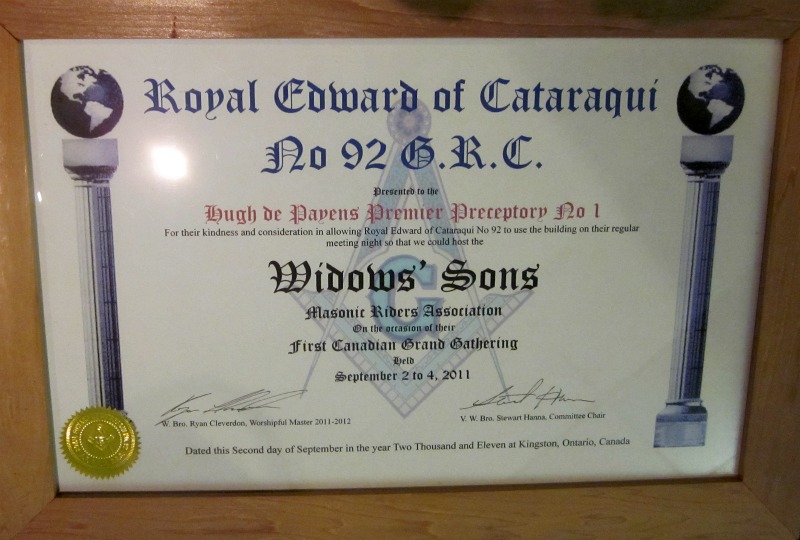 Royal Edward of Cataraqui
No 92 G.R.C.
Presented to the
Hugh de Payens Premier Preceptory No 1
For their kindness and consideration in allowing Royal Edward of Cataraqui No 92 to use the building on their regular
meeting night so that we could host the
Widows' Sons
Masonic Riders Association
On the occasion of their
First Canadian Grand Gathering
Held
September 2 to 4, 2011
W. Bro. Ryan Cleverdon, Worshipful Master 2011-2012
V. W. Bro. Stewart Hanna, Committee Chair
Dated this Second day of September in the year Two Thousand and Eleven at Kingston, Ontario, Canada
G